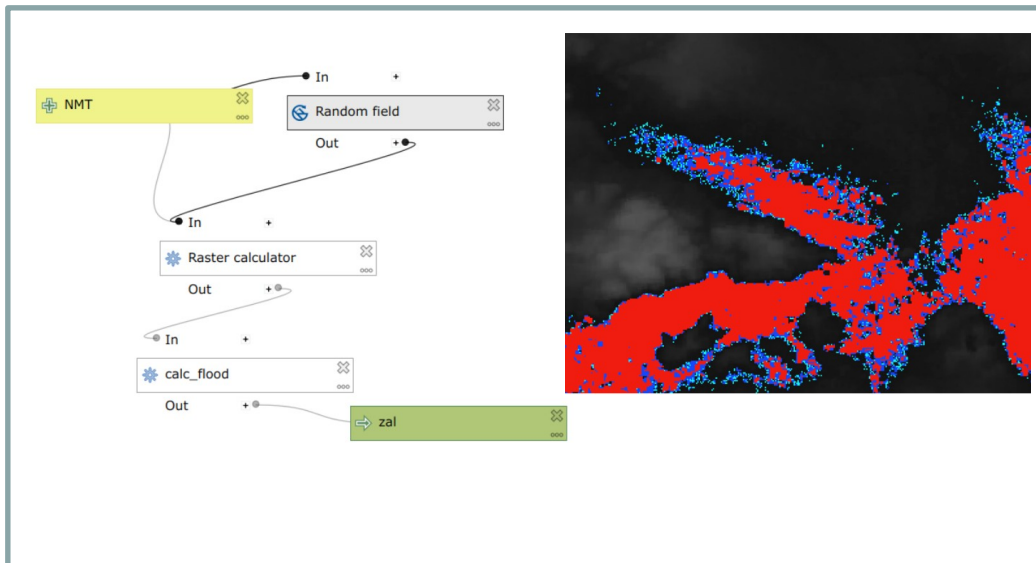 In +
NMT
Random field
Out +
In +
Raster calculator
Out +
In +
calc_flood
Out +
zal